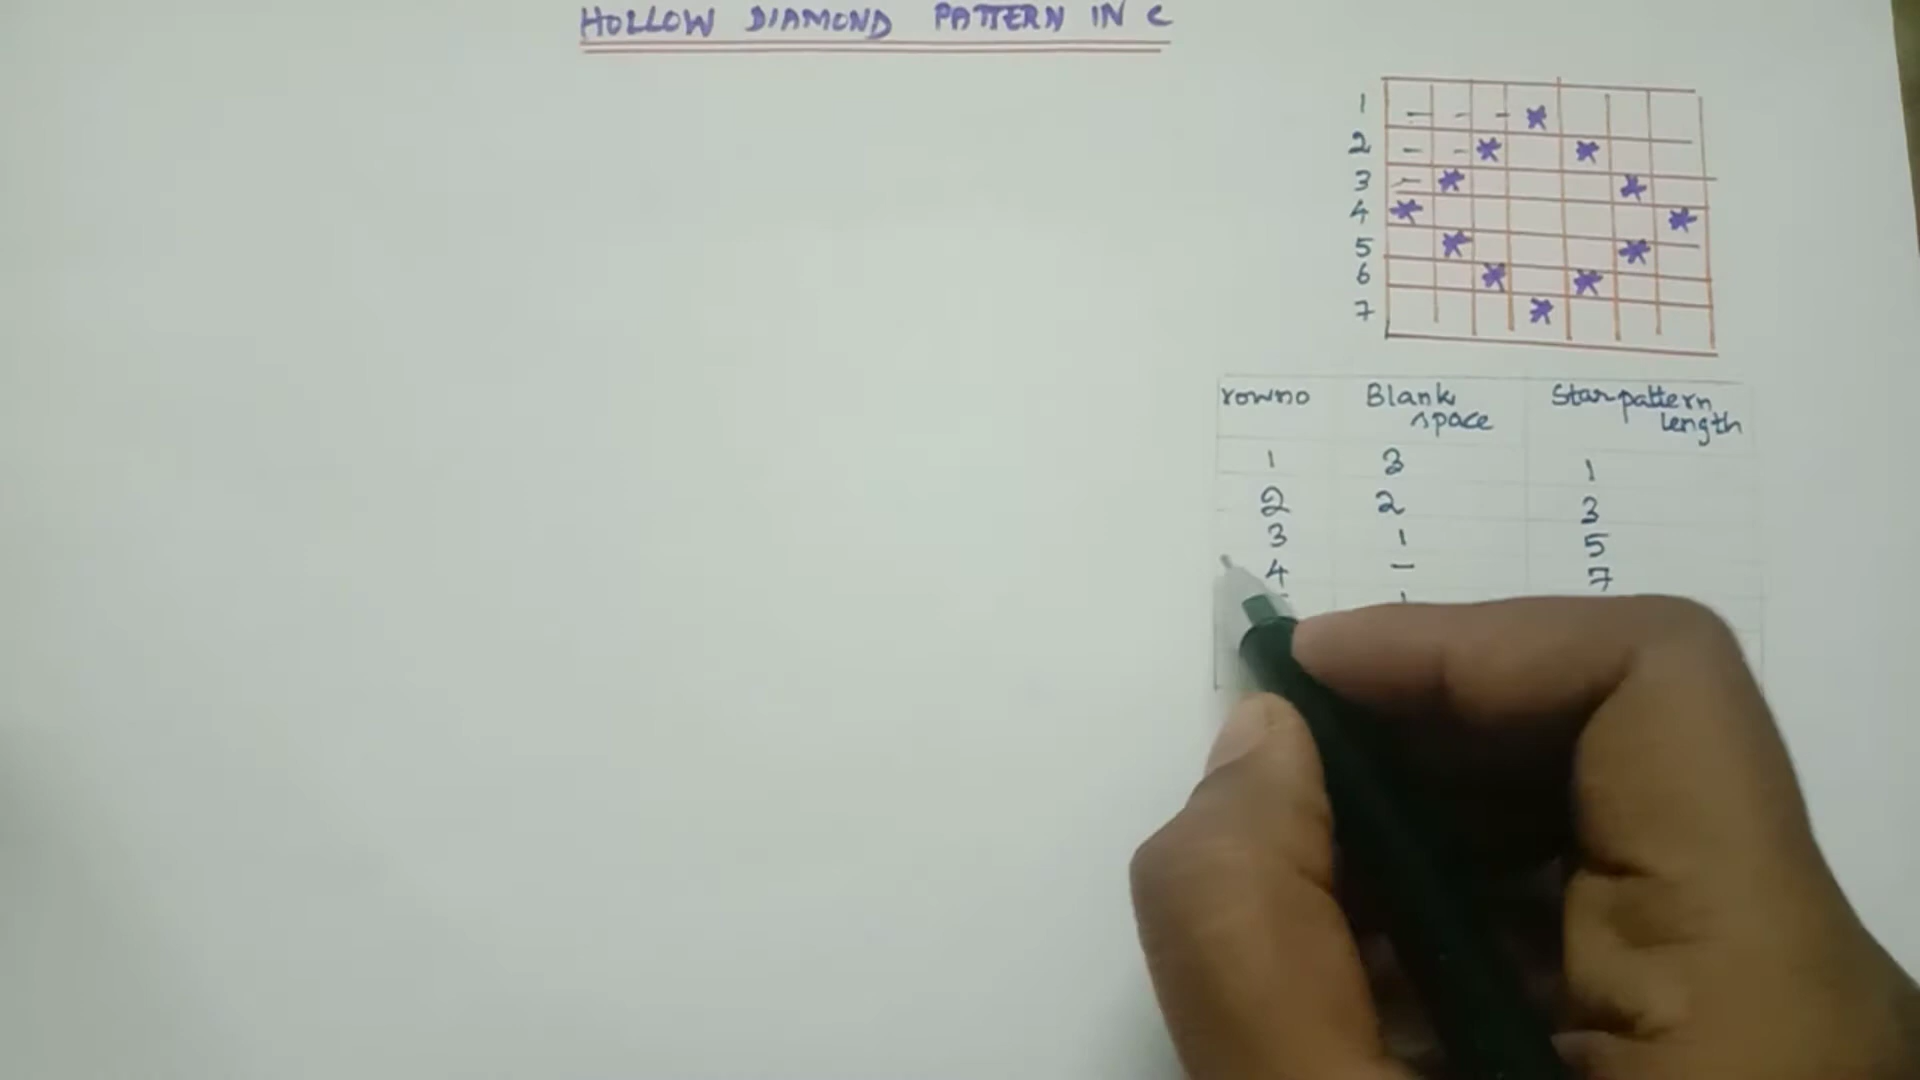 HOLLOW DIAMOND PATTERN IN C
1 - - - *
2 - - * *
3 - * *
4 * *
5 * *
6 * *
7 *
rowno Blank space Star pattern length
1 3 1
2 2 3
3 1 5
4 - 7